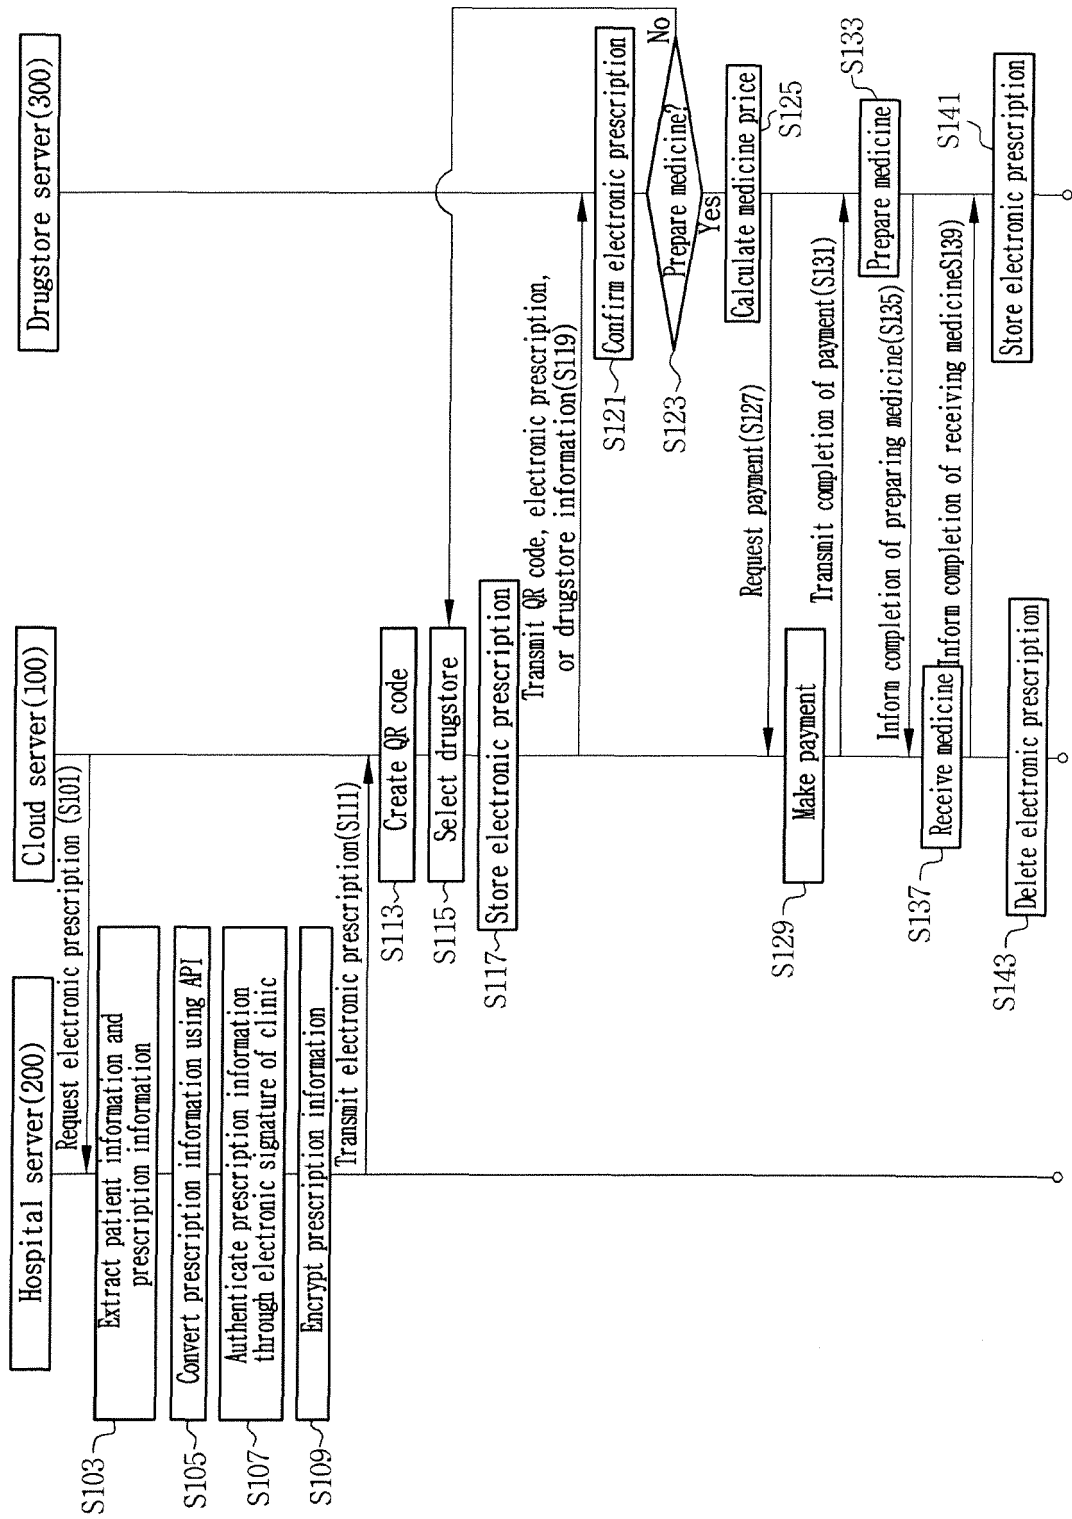 Hospital server(200)
Cloud server(100)
Drugstore server(300)
Request electronic prescription (S101)
S103
Extract patient information and
prescription information
S105
Convert prescription information using API
S107
Authenticate prescription information
through electronic signature of clinic
S109
Encrypt prescription information
Transmit electronic prescription(S111)
S113
Create QR code
S115
Select drugstore
S117
Store electronic prescription
Transmit QR code, electronic prescription,
or drugstore information(S119)
S121
Confirm electronic prescription
S123
Prepare medicine?
No
Yes
Calculate medicine price
S125
Request payment(S127)
S129
Make payment
Transmit completion of payment(S131)
Prepare medicine
S133
Inform completion of preparing medicine(S135)
S137
Receive medicine
Inform completion of receiving medicineS139)
Store electronic prescription
S141
S143
Delete electronic prescription